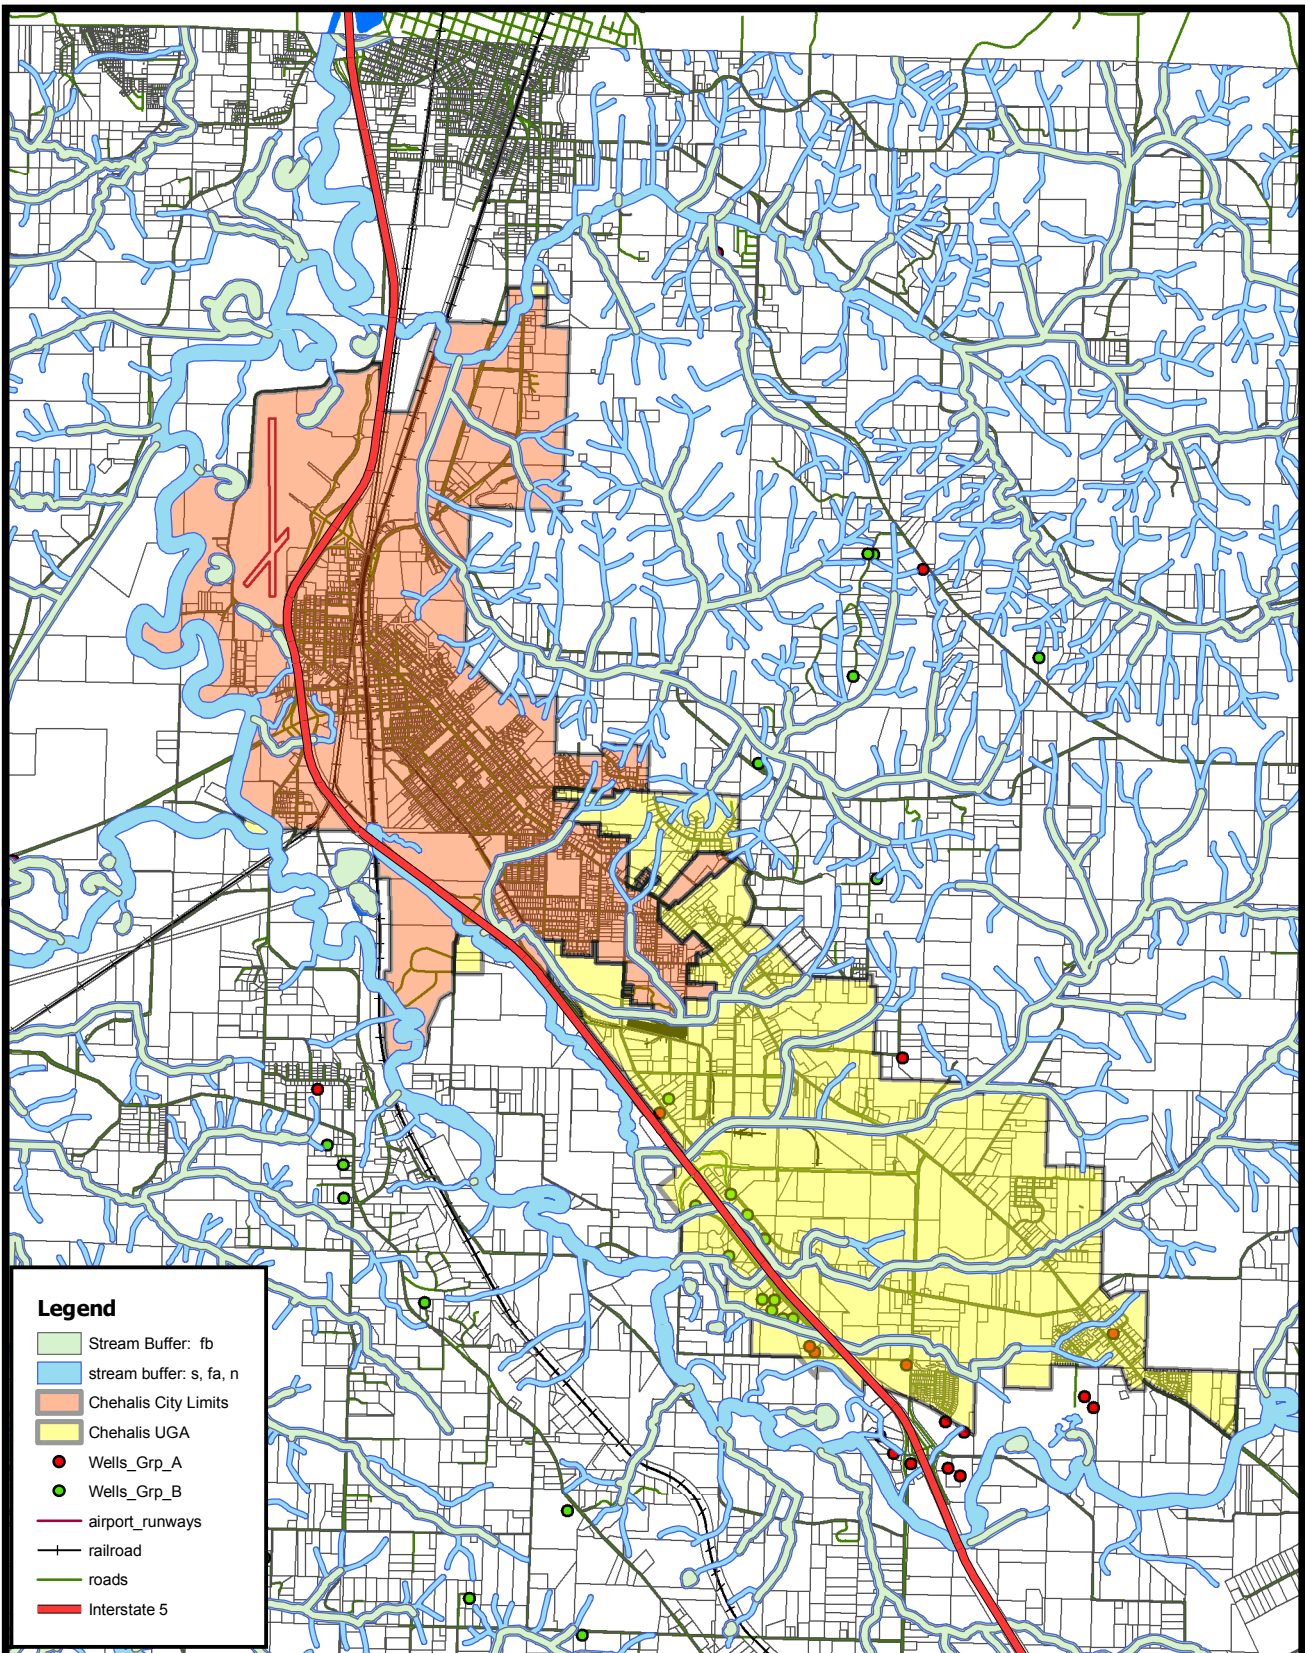 Legend
Stream Buffer: fb
stream buffer: s, fa, n
Chehalis City Limits
Chehalis UGA
Wells_Grp_A
Wells_Grp_B
airport_runways
railroad
roads
Interstate 5